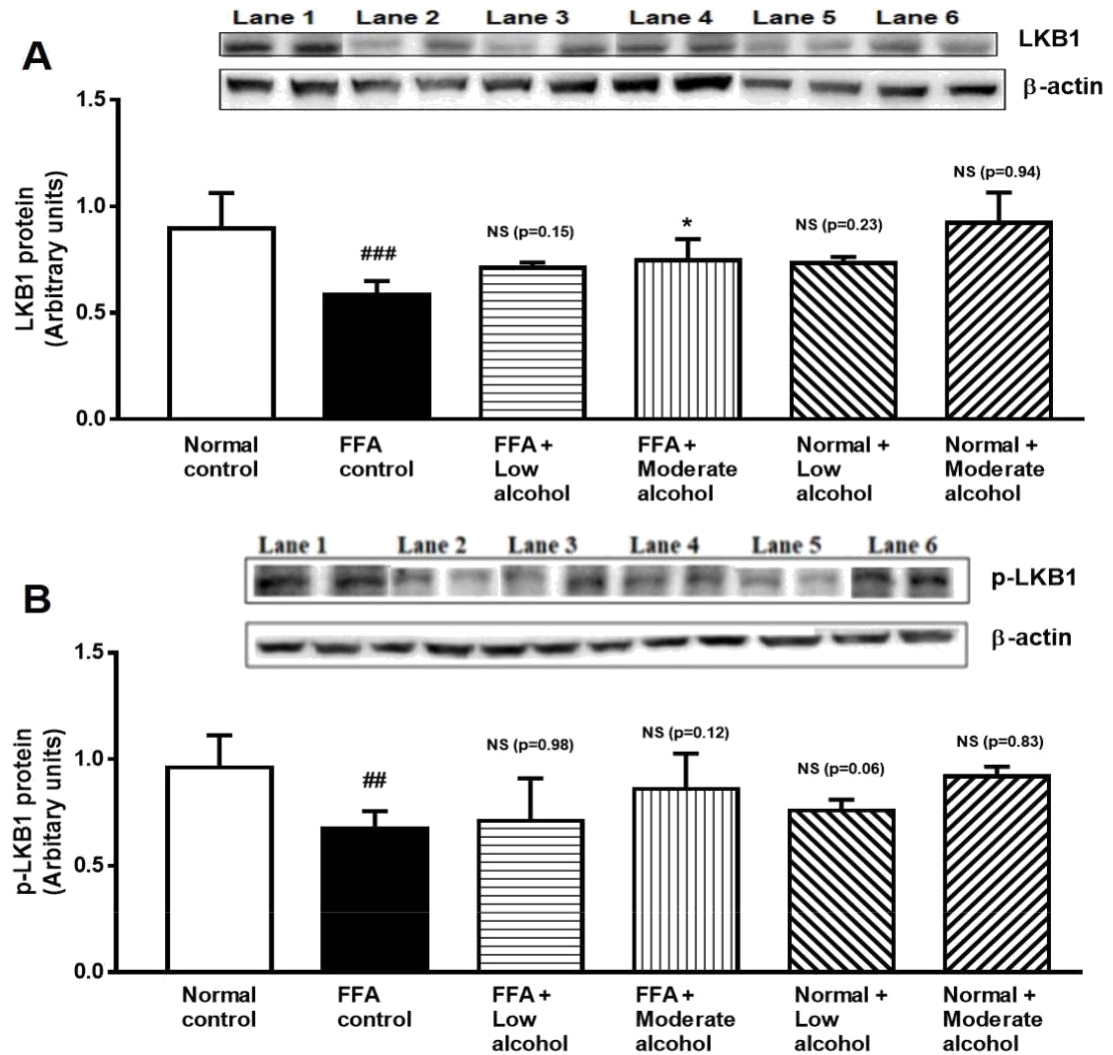 Lane 1 Lane 2 Lane 3 Lane 4 Lane 5 Lane 6
A
LKB1
β-actin
LKB1 protein
(Arbitrary units)
1.5
1.0
0.5
0.0
###
NS (p=0.15)
*
NS (p=0.23)
NS (p=0.94)
Normal
control
FFA
control
FFA +
Low
alcohol
FFA +
Moderate
alcohol
Normal +
Low
alcohol
Normal +
Moderate
alcohol
Lane 1 Lane 2 Lane 3 Lane 4 Lane 5 Lane 6
B
p-LKB1
β-actin
p-LKB1 protein
(Arbitary units)
1.5
1.0
0.5
0.0
##
NS (p=0.98)
NS (p=0.12)
NS (p=0.06)
NS (p=0.83)
Normal
control
FFA
control
FFA +
Low
alcohol
FFA +
Moderate
alcohol
Normal +
Low
alcohol
Normal +
Moderate
alcohol